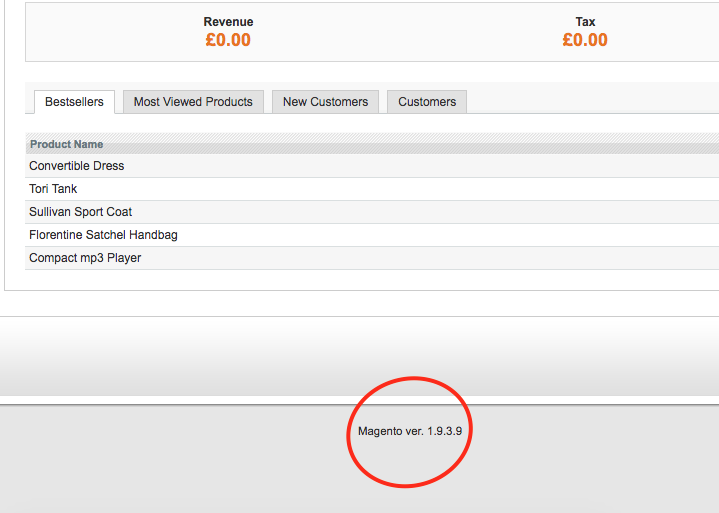 Revenue Tax
£0.00 £0.00
Bestsellers Most Viewed Products New Customers Customers
Product Name
Convertible Dress
Tori Tank
Sullivan Sport Coat
Florentine Satchel Handbag
Compact mp3 Player
Magento ver. 1.9.3.9